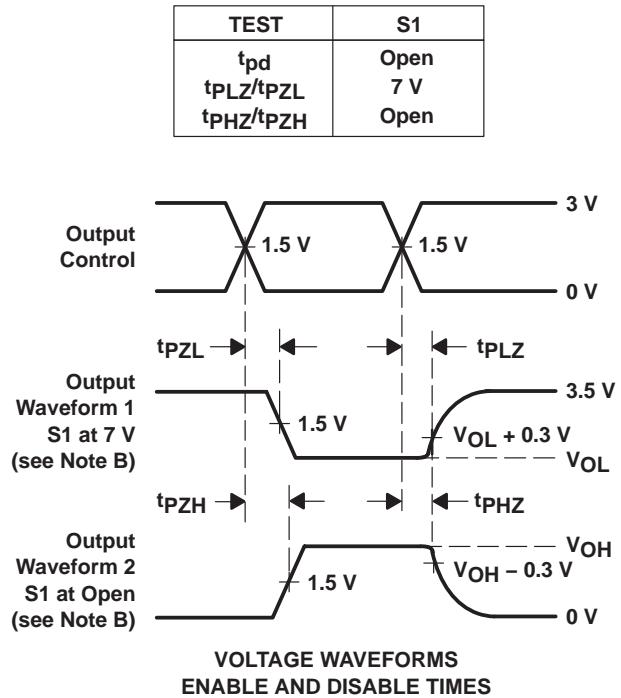 TEST S1
tpd Open
tPLZ/tPZL 7 V
tPHZ/tPZH Open
3 V
Output
Control
1.5 V 1.5 V
0 V
tPZL tPLZ
Output
Waveform 1
S1 at 7 V
(see Note B)
3.5 V
1.5 V
VOL + 0.3 V
VOL
tPZH tPHZ
Output
Waveform 2
S1 at Open
(see Note B)
VOH
VOH − 0.3 V
1.5 V
0 V
VOLTAGE WAVEFORMS
ENABLE AND DISABLE TIMES